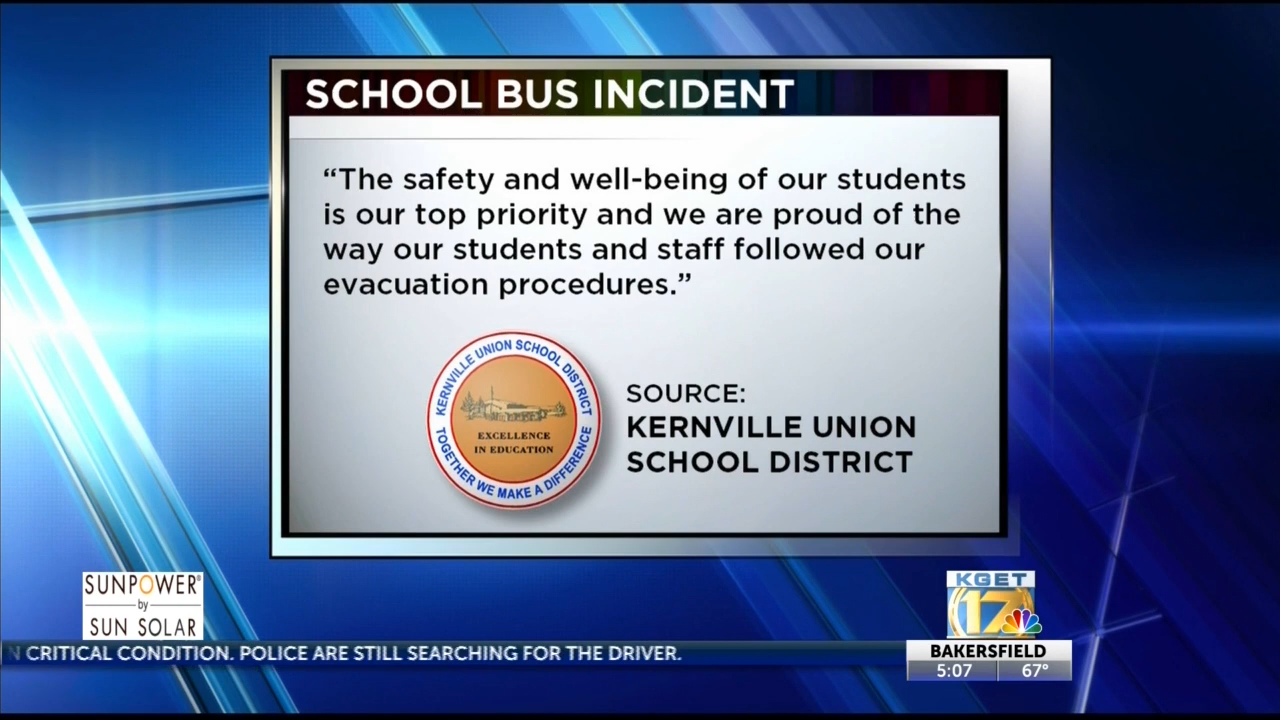 SCHOOL BUS INCIDENT
“The safety and well-being of our students
is our top priority and we are proud of the
way our students and staff followed our
evacuation procedures.”
KERNVILLE UNION SCHOOL DISTRICT
EXCELLENCE
IN EDUCATION
TOGETHER WE MAKE A DIFFERENCE
SOURCE:
KERNVILLE UNION
SCHOOL DISTRICT
SUNPOWER®
by
SUN SOLAR
KGET
17
N CRITICAL CONDITION. POLICE ARE STILL SEARCHING FOR THE DRIVER.
BAKERSFIELD
5:07 67°